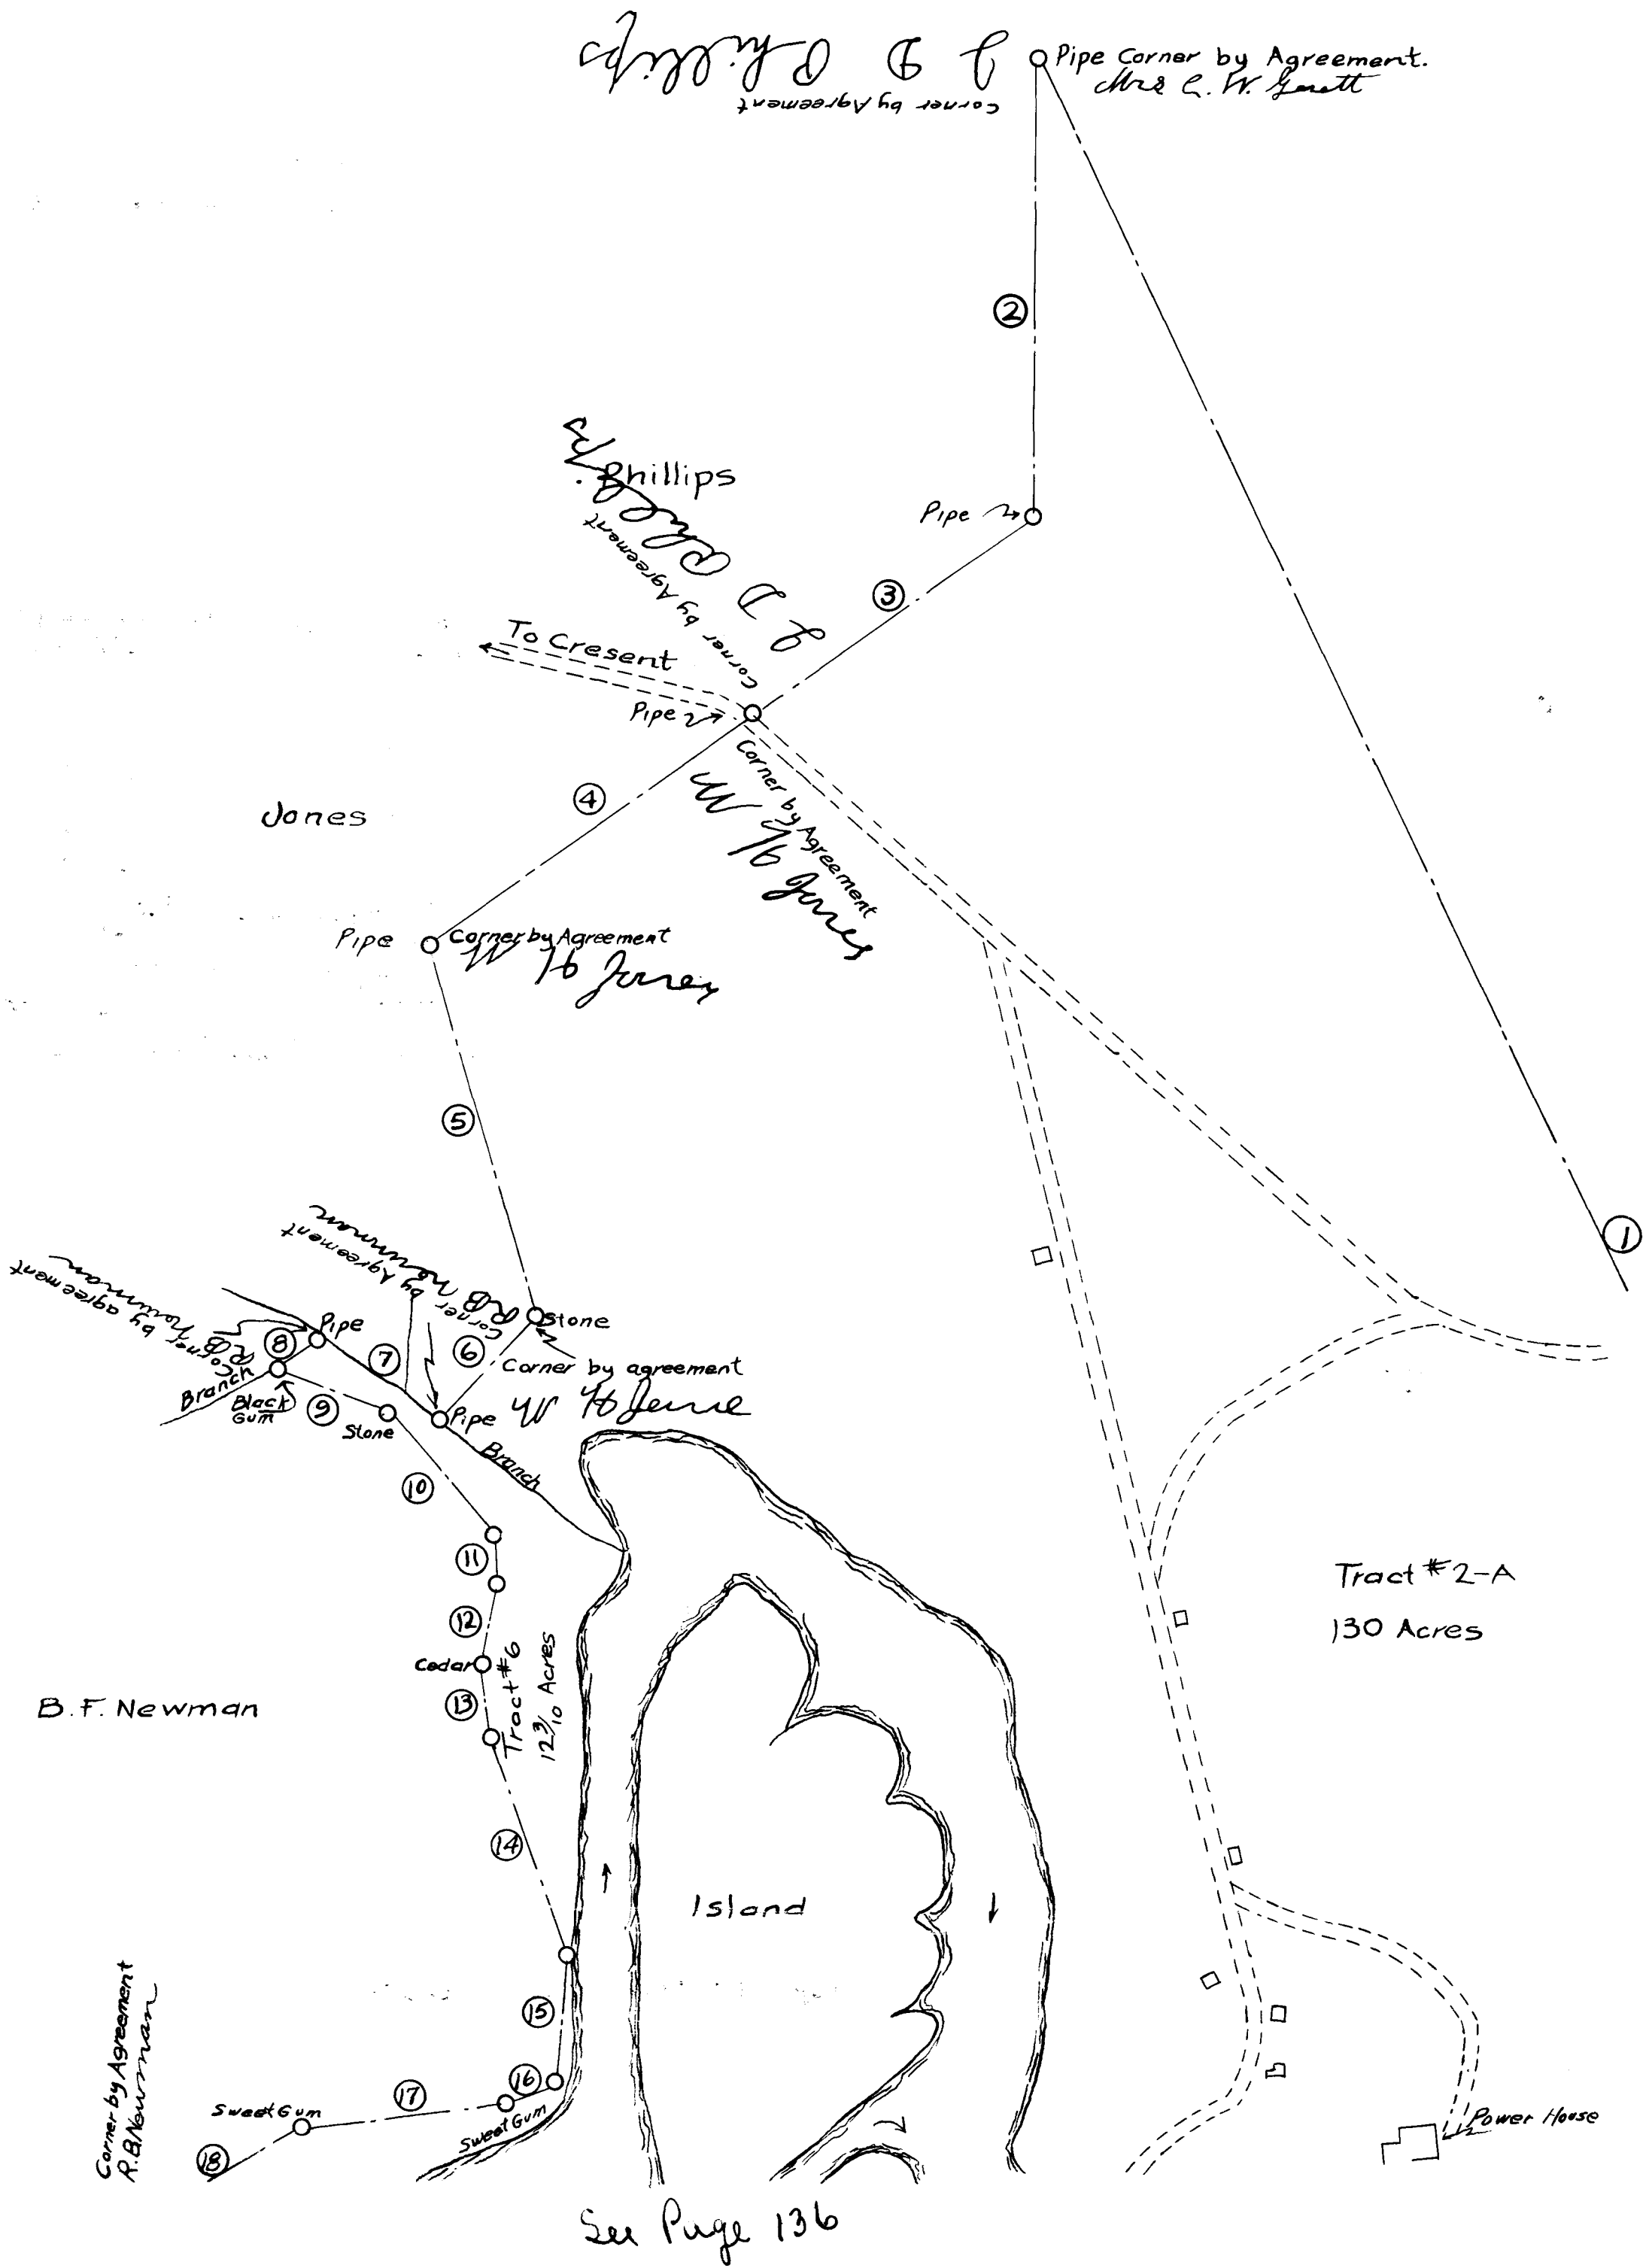 J D Phillips
Corner by Agreement
Pipe Corner by Agreement.
Mrs C. W.
2
Phillips
J D Phillips
Corner by Agreement
Pipe
3
To Cresent
Pipe
Corner by Agreement
W H Jones
4
Jones
Pipe
Corner by Agreement
W H Jones
5
1
Corner by Agreement
RB Newman
Corner by agreement
RB Newman
Stone
Pipe
8
7
6
Corner by agreement
W H
Branch
Black
Gum
9
Stone
Pipe
Branch
10
11
Tract #2-A
130 Acres
12
Cedar
Tract #6
12 3/10 Acres
13
B.F. Newman
14
Island
Corner by Agreement
R.B. Newman
15
16
17
Sweet Gum
Sweet Gum
18
Power House
See Page 136